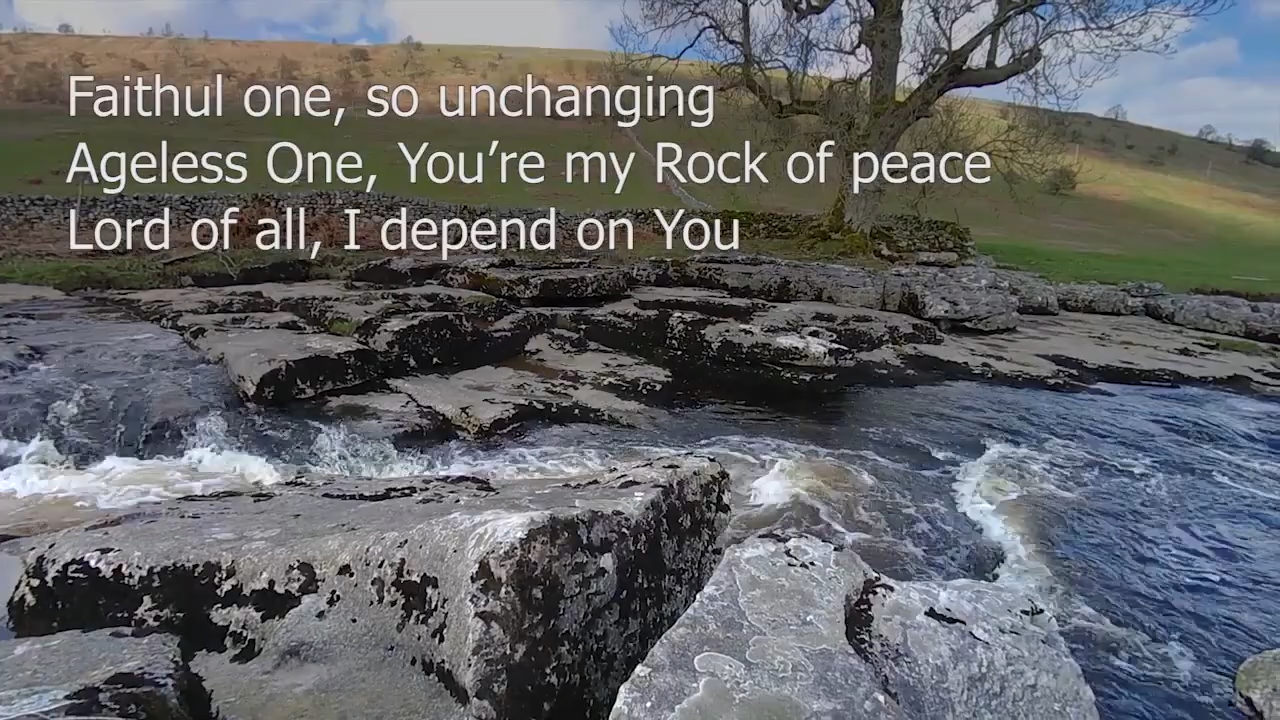 Faithul one, so unchanging
Ageless One, You’re my Rock of peace
Lord of all, I depend on You